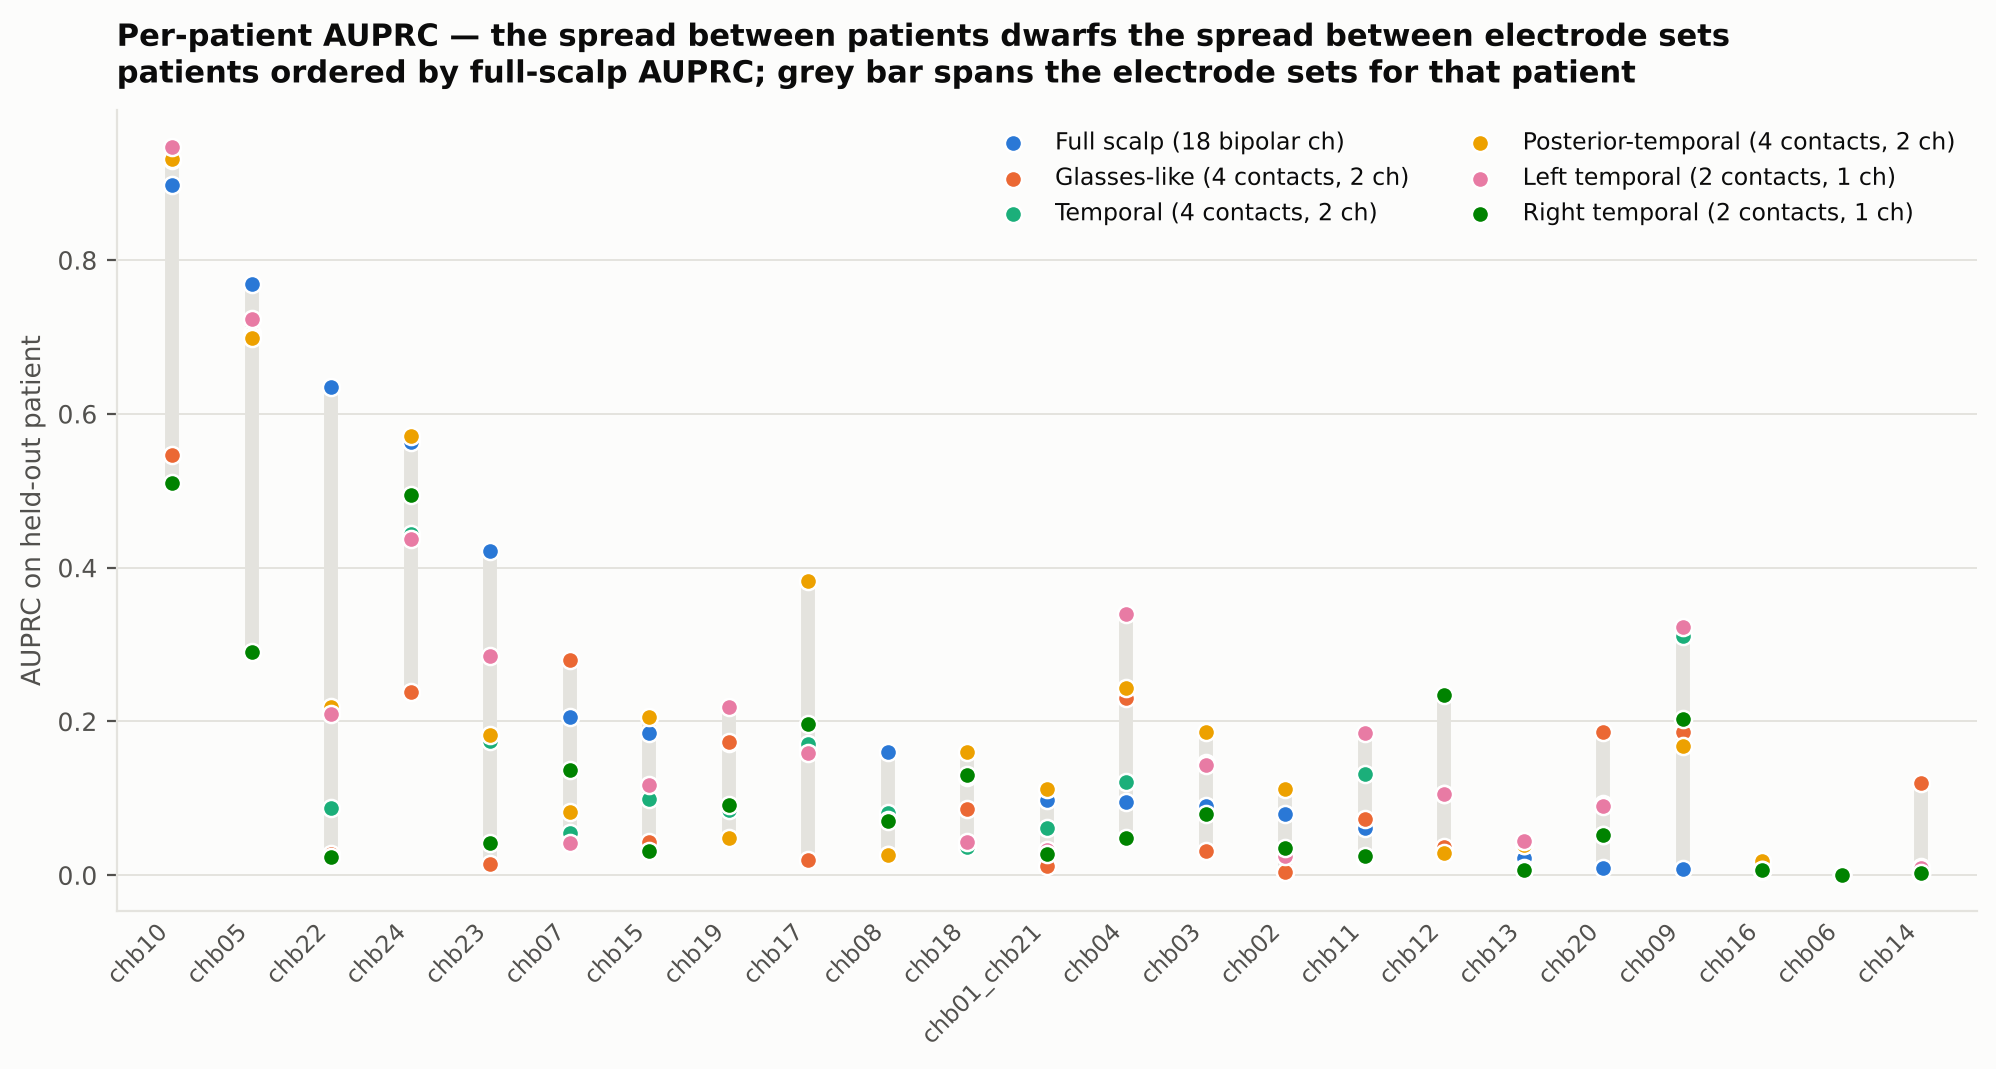 Per-patient AUPRC — the spread between patients dwarfs the spread between electrode sets
patients ordered by full-scalp AUPRC; grey bar spans the electrode sets for that patient
Full scalp (18 bipolar ch)
Glasses-like (4 contacts, 2 ch)
Temporal (4 contacts, 2 ch)
Posterior-temporal (4 contacts, 2 ch)
Left temporal (2 contacts, 1 ch)
Right temporal (2 contacts, 1 ch)
AUPRC on held-out patient
0.8
0.6
0.4
0.2
0.0
chb10
chb05
chb22
chb24
chb23
chb07
chb15
chb19
chb17
chb08
chb18
chb01_chb21
chb04
chb03
chb02
chb11
chb12
chb13
chb20
chb09
chb16
chb06
chb14